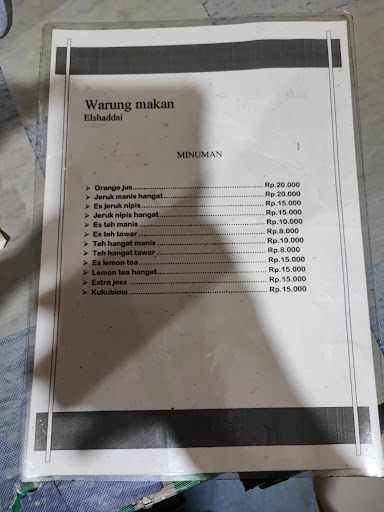 Warung makan
Elshaddai
MINUMAN
➢ Orange jus.......................................................Rp.20.000
➢ Jeruk manis hangat..........................................Rp.20.000
➢ Es jeruk nipis....................................................Rp.15.000
➢ Jeruk nipis hangat............................................Rp.15.000
➢ Es teh manis.....................................................Rp.10.000
➢ Es teh tawar.....................................................Rp.8.000
➢ Teh hangat manis.............................................Rp.10.000
➢ Teh hangat tawar..............................................Rp.8.000
➢ Es lemon tea.....................................................Rp.15.000
➢ Lemon tea hangat.............................................Rp.15.000
➢ Extra joss..........................................................Rp.15.000
➢ Kukubima..........................................................Rp.15.000